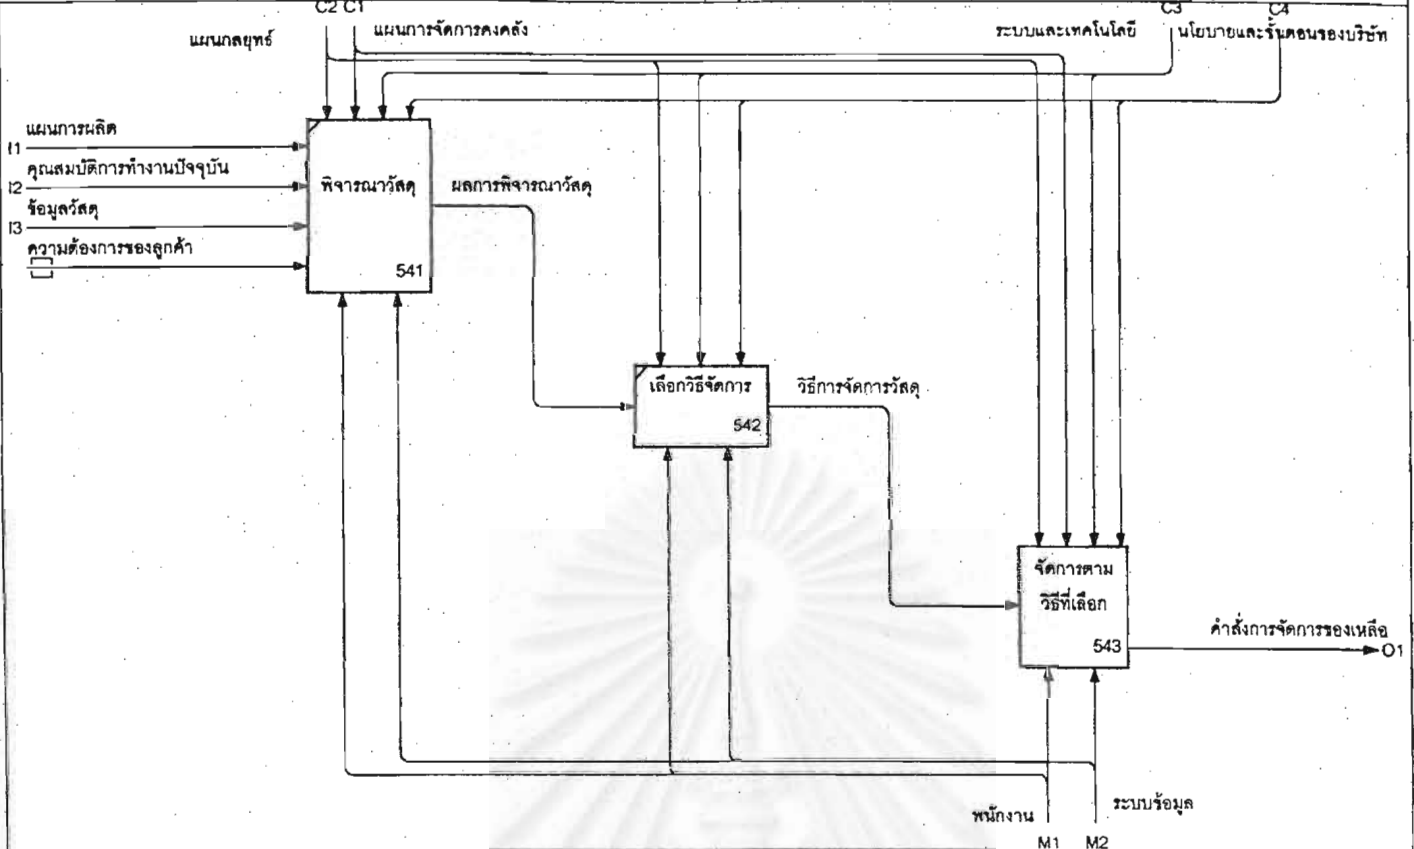 C2 C1
C3
C4
แผนกลยุทธ์
แผนการจัดการคงคลัง
ระบบและเทคโนโลยี
นโยบายและขั้นตอนของบริษัท
แผนการผลิต
I1
คุณสมบัติการทำงานปัจจุบัน
I2
ข้อมูลวัสดุ
I3
ความต้องการของลูกค้า
พิจารณาวัสดุ
541
ผลการพิจารณาวัสดุ
เลือกวิธีจัดการ
542
วิธีการจัดการวัสดุ
จัดการตาม
วิธีที่เลือก
543
คำสั่งการจัดการของเหลือ
O1
พนักงาน
ระบบข้อมูล
M1
M2